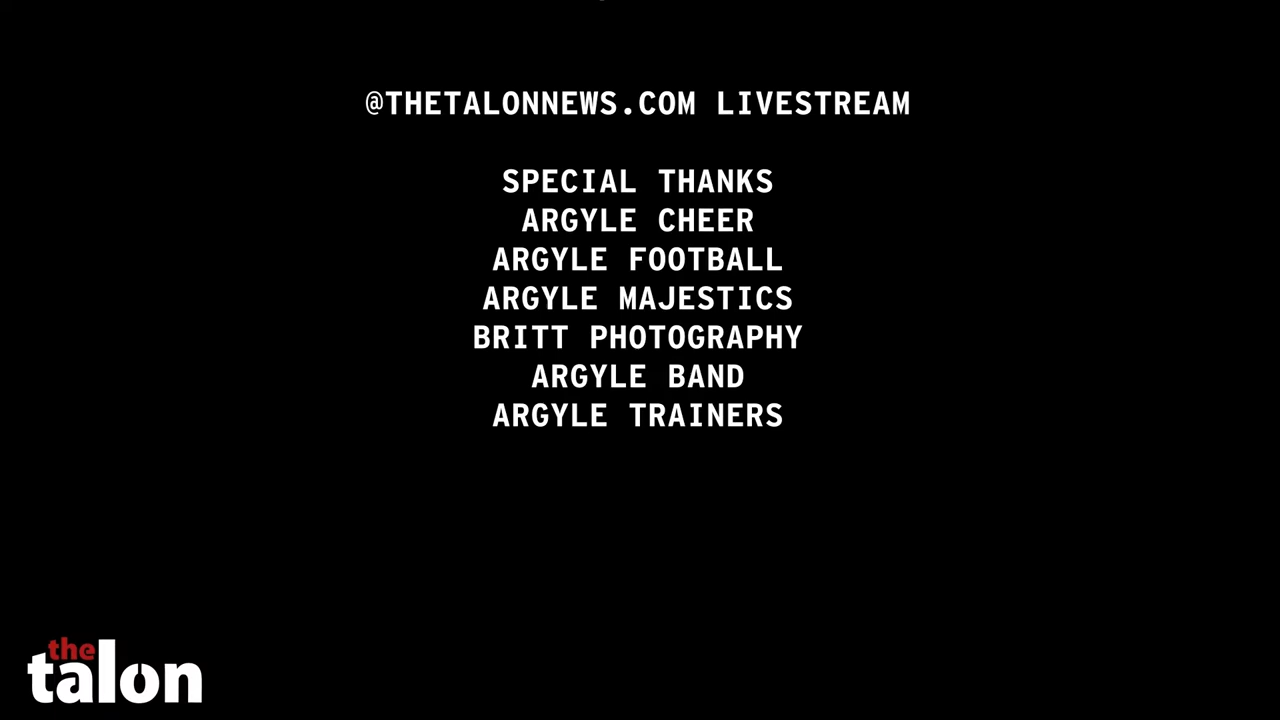 @THETALONNEWS.COM LIVESTREAM
SPECIAL THANKS
ARGYLE CHEER
ARGYLE FOOTBALL
ARGYLE MAJESTICS
BRITT PHOTOGRAPHY
ARGYLE BAND
ARGYLE TRAINERS
the
talon